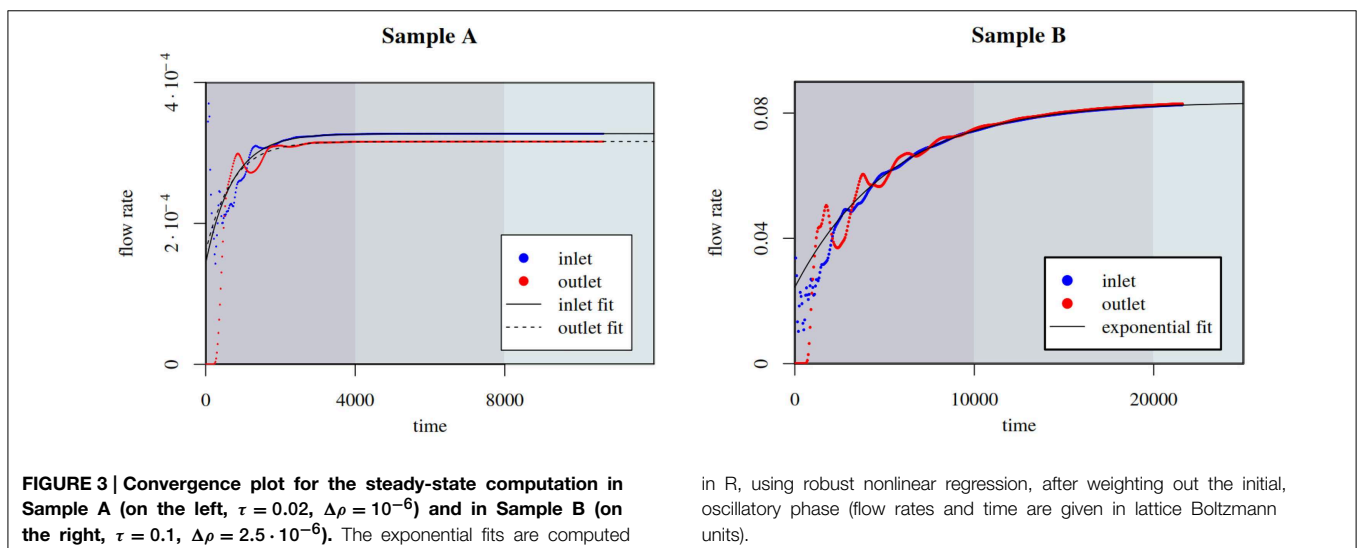 Sample A
4 · 10⁻⁴
2 · 10⁻⁴
0
flow rate
inlet
outlet
inlet fit
outlet fit
0
4000
8000
time
Sample B
0.08
0.04
0
flow rate
inlet
outlet
exponential fit
0
10000
20000
time
FIGURE 3 | Convergence plot for the steady-state computation in
Sample A (on the left, τ = 0.02, Δρ = 10⁻⁶) and in Sample B (on
the right, τ = 0.1, Δρ = 2.5 · 10⁻⁶). The exponential fits are computed
in R, using robust nonlinear regression, after weighting out the initial,
oscillatory phase (flow rates and time are given in lattice Boltzmann
units).